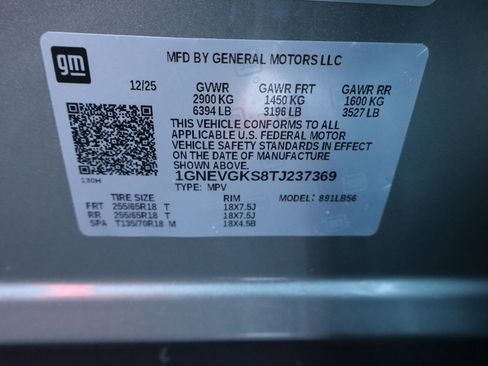 gm
MFD BY GENERAL MOTORS LLC
12/25 GVWR GAWR FRT GAWR RR
2900 KG 1450 KG 1600 KG
6394 LB 3196 LB 3527 LB
THIS VEHICLE CONFORMS TO ALL
APPLICABLE U.S. FEDERAL MOTOR
VEHICLE SAFETY STANDARDS IN EFFECT
ON THE DATE OF MANUFACTURE
SHOWN ABOVE.
1GNEVGKS8TJ237369
130H TYPE: MPV MODEL: 891LB56
TIRE SIZE RIM
FRT 255/65R18 T 18X7.5J
RR 255/65R18 T 18X7.5J
SPA T135/70R18 M 18X4.5B